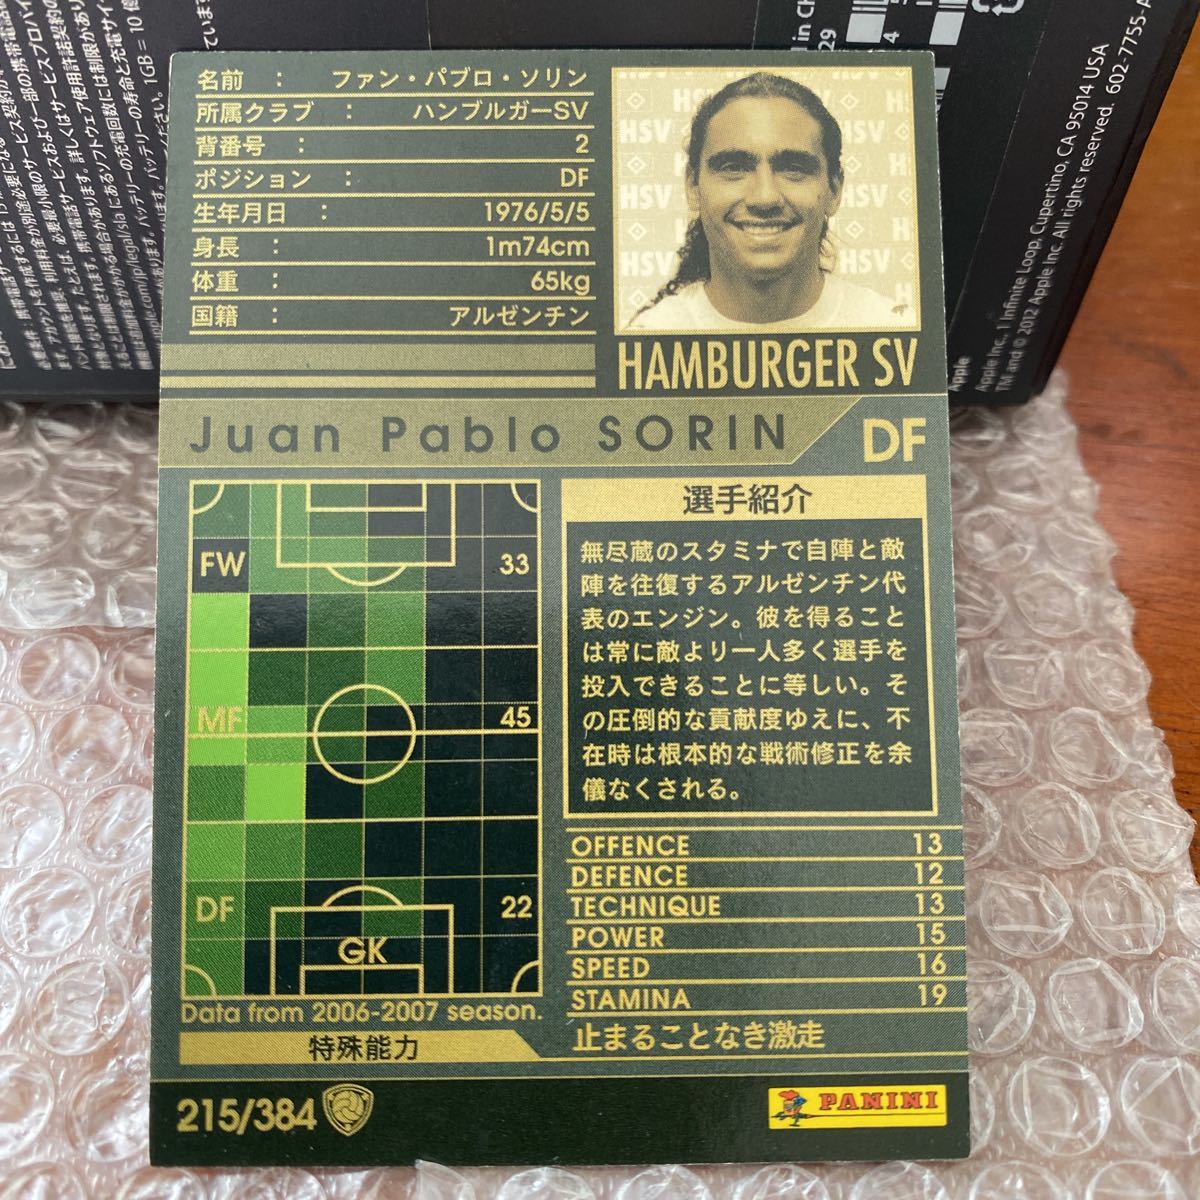 名前 : ファン・パブロ・ソリン
所属クラブ : ハンブルガーSV
背番号 : 2
ポジション : DF
生年月日 : 1976/5/5
身長 : 1m74cm
体重 : 65kg
国籍 : アルゼンチン
HAMBURGER SV
Juan Pablo SORIN
DF
FW 33
MF 45
DF 22
GK
Data from 2006-2007 season.
特殊能力
選手紹介
無尽蔵のスタミナで自陣と敵
陣を往復するアルゼンチン代
表のエンジン。彼を得ること
は常に敵より一人多く選手を
投入できることに等しい。そ
の圧倒的な貢献度ゆえに、不
在時は根本的な戦術修正を余
儀なくされる。
OFFENCE 13
DEFENCE 12
TECHNIQUE 13
POWER 15
SPEED 16
STAMINA 19
止まることなき激走
215/384
PANINI
HSV
HSV
HSV
HSV
Apple
Apple Inc. 1 Infinite Loop, Cupertino, CA 95014 USA
TM and © 2012 Apple Inc. All rights reserved. 602-7755-A